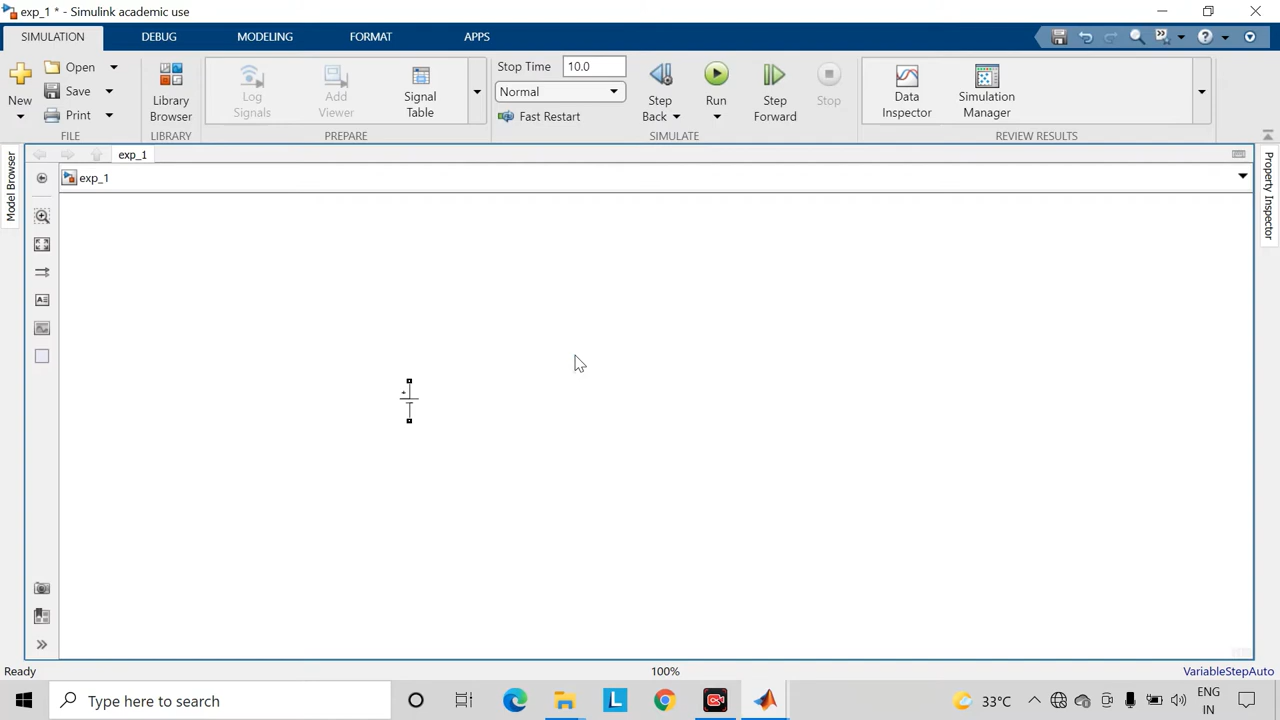 exp_1 * - Simulink academic use
SIMULATION DEBUG MODELING FORMAT APPS
New
Open
Save
Print
FILE
Library Browser
LIBRARY
Log Signals
Add Viewer
Signal Table
PREPARE
Stop Time 10.0
Normal
Fast Restart
Step Back
Run
Step Forward
Stop
SIMULATE
Data Inspector
Simulation Manager
REVIEW RESULTS
Model Browser
exp_1
exp_1
Property Inspector
Ready 100% VariableStepAuto
Type here to search
33°C
ENG
IN